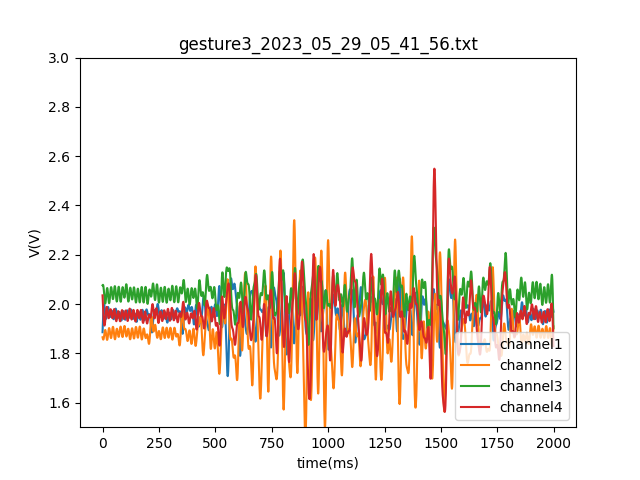 gesture3_2023_05_29_05_41_56.txt
3.0
2.8
2.6
2.4
2.2
2.0
1.8
1.6
V(V)
0 250 500 750 1000 1250 1500 1750 2000
time(ms)
channel1
channel2
channel3
channel4